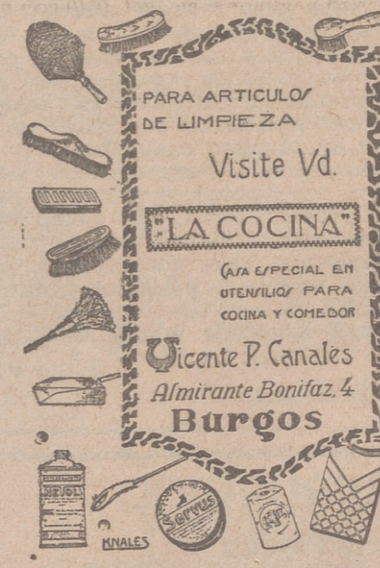 PARA ARTICULOS
DE LIMPIEZA
Visite Vd.
"LA COCINA"
CASA ESPECIAL EN
UTENSILIOS PARA
COCINA Y COMEDOR
Vicente P. Canales
Almirante Bonifaz, 4
Burgos
Servus
KNALES